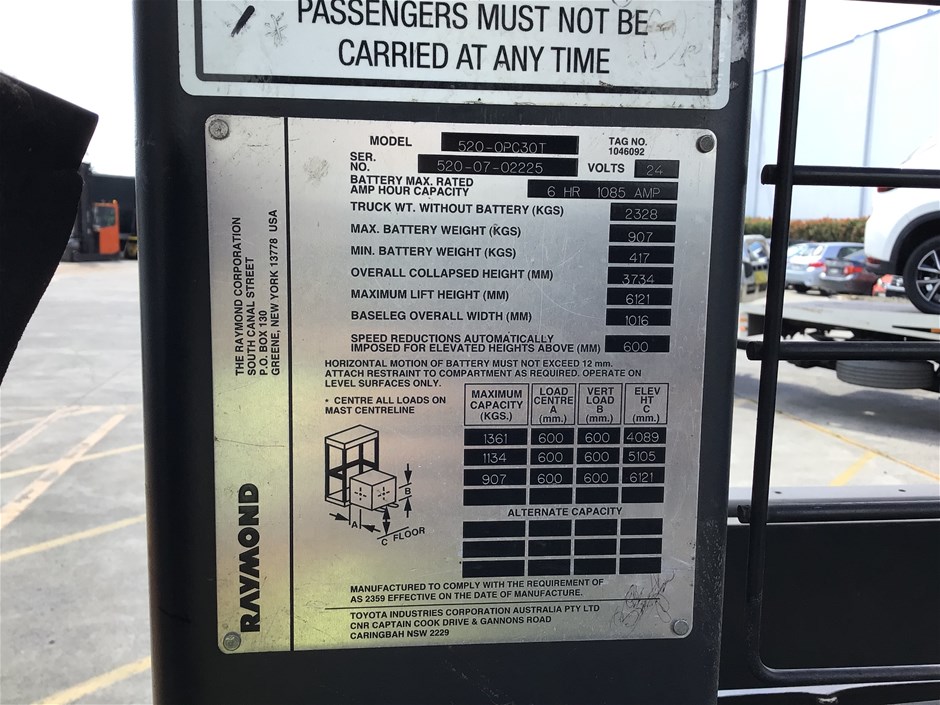 PASSENGERS MUST NOT BE
CARRIED AT ANY TIME
MODEL 520-OPC30T TAG NO. 1046092
SER. NO. 520-07-02225 VOLTS 24
BATTERY MAX. RATED
AMP HOUR CAPACITY 6 HR 1085 AMP
TRUCK WT. WITHOUT BATTERY (KGS) 2328
MAX. BATTERY WEIGHT (KGS) 907
MIN. BATTERY WEIGHT (KGS) 417
OVERALL COLLAPSED HEIGHT (MM) 3734
MAXIMUM LIFT HEIGHT (MM) 6121
BASELEG OVERALL WIDTH (MM) 1016
SPEED REDUCTIONS AUTOMATICALLY
IMPOSED FOR ELEVATED HEIGHTS ABOVE (MM) 600
HORIZONTAL MOTION OF BATTERY MUST NOT EXCEED 12 mm.
ATTACH RESTRAINT TO COMPARTMENT AS REQUIRED. OPERATE ON
LEVEL SURFACES ONLY.
* CENTRE ALL LOADS ON
MAST CENTRELINE
MAXIMUM CAPACITY (KGS.) LOAD CENTRE A (mm.) VERT LOAD B (mm.) ELEV HT C (mm.)
1361 600 600 4089
1134 600 600 5105
907 600 600 6121
A B C FLOOR
ALTERNATE CAPACITY
MANUFACTURED TO COMPLY WITH THE REQUIREMENT OF
AS 2359 EFFECTIVE ON THE DATE OF MANUFACTURE.
TOYOTA INDUSTRIES CORPORATION AUSTRALIA PTY LTD
CNR CAPTAIN COOK DRIVE & GANNONS ROAD
CARINGBAH NSW 2229
RAYMOND
THE RAYMOND CORPORATION
SOUTH CANAL STREET
P.O. BOX 130
GREENE, NEW YORK 13778 USA